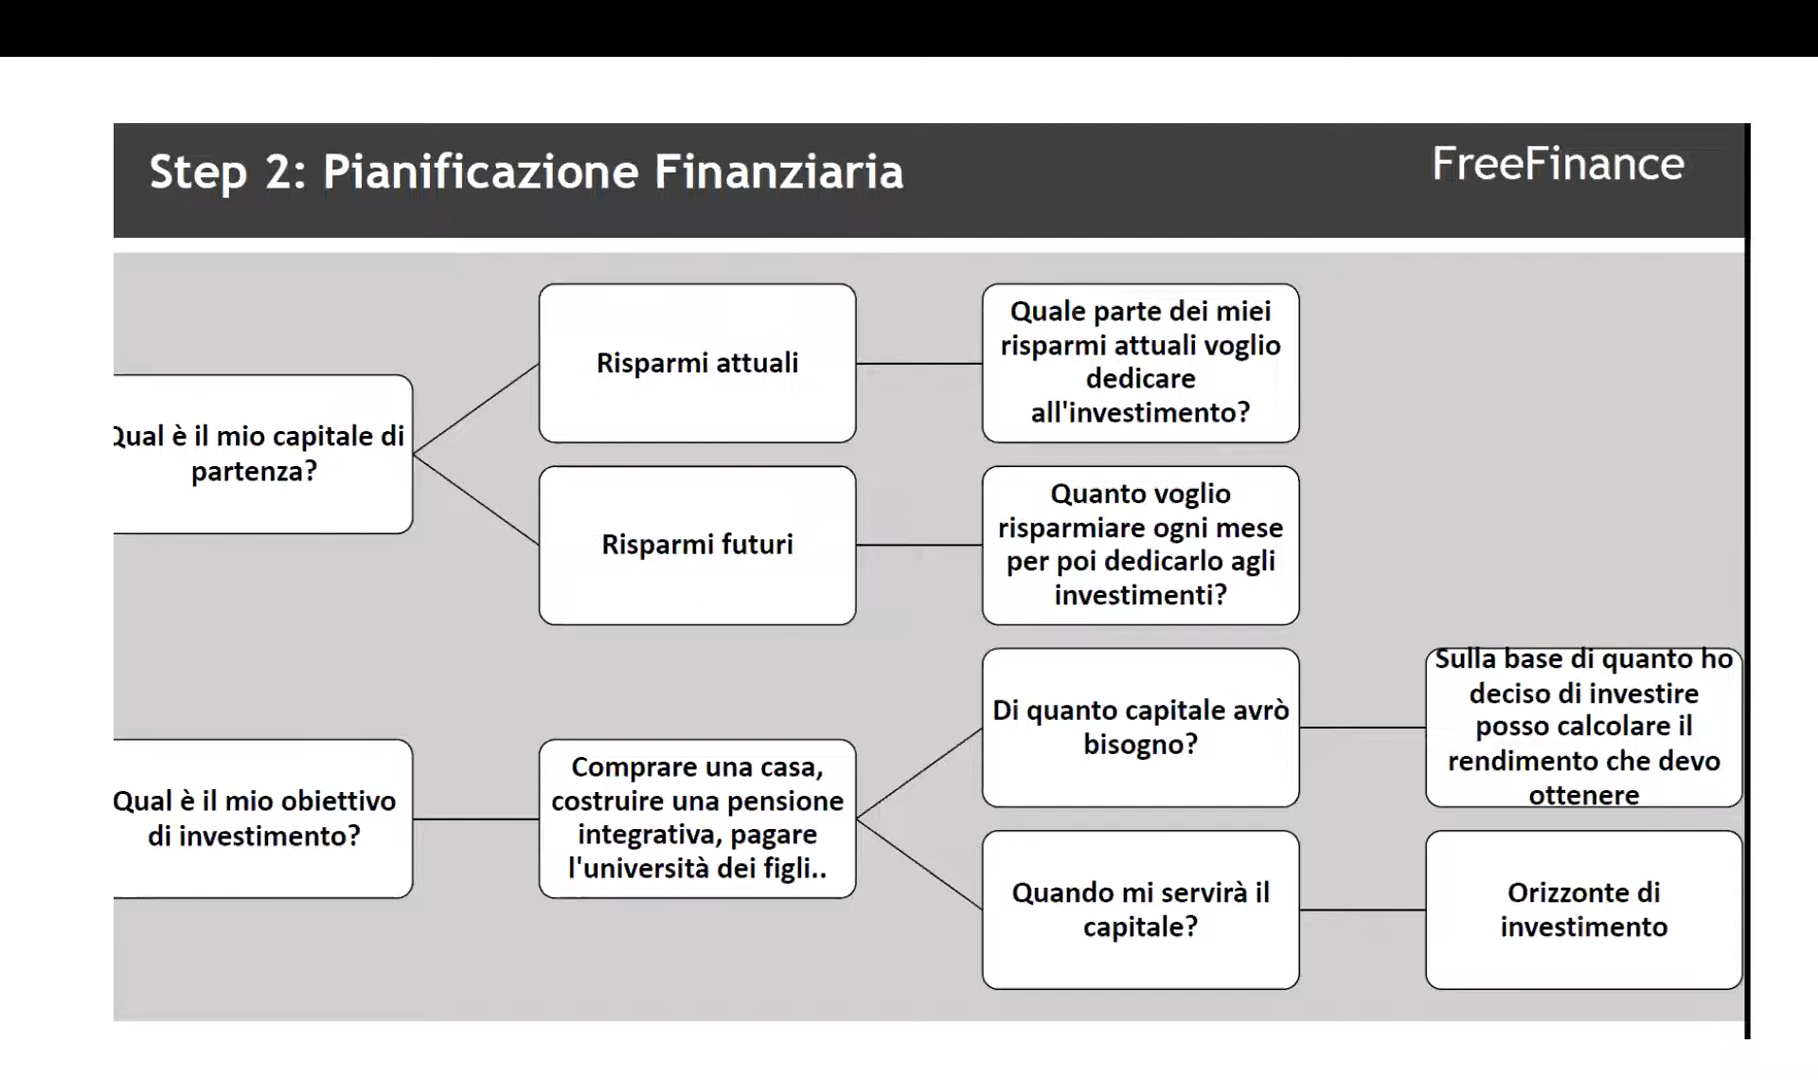 Step 2: Pianificazione Finanziaria
FreeFinance
Qual è il mio capitale di
partenza?
Risparmi attuali
Quale parte dei miei
risparmi attuali voglio
dedicare
all'investimento?
Risparmi futuri
Quanto voglio
risparmiare ogni mese
per poi dedicarlo agli
investimenti?
Qual è il mio obiettivo
di investimento?
Comprare una casa,
costruire una pensione
integrativa, pagare
l'università dei figli..
Di quanto capitale avrò
bisogno?
Sulla base di quanto ho
deciso di investire
posso calcolare il
rendimento che devo
ottenere
Quando mi servirà il
capitale?
Orizzonte di
investimento